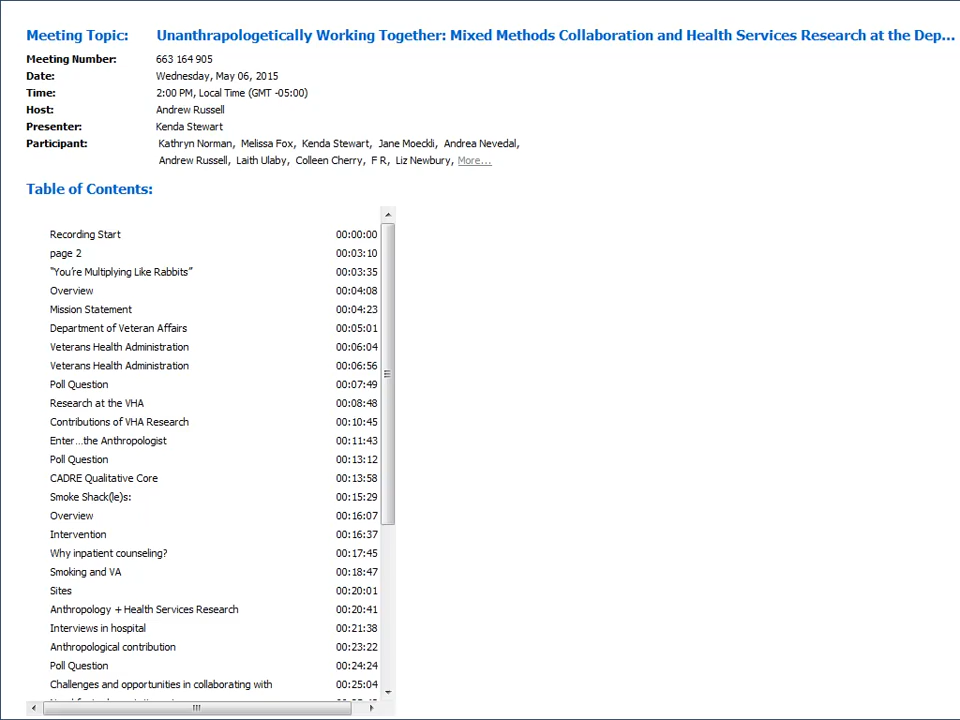 Meeting Topic: Unanthrapologetically Working Together: Mixed Methods Collaboration and Health Services Research at the Dep...
Meeting Number: 663 164 905
Date: Wednesday, May 06, 2015
Time: 2:00 PM, Local Time (GMT -05:00)
Host: Andrew Russell
Presenter: Kenda Stewart
Participant: Kathryn Norman, Melissa Fox, Kenda Stewart, Jane Moeckli, Andrea Nevedal,
Andrew Russell, Laith Ulaby, Colleen Cherry, F R, Liz Newbury, More...
Table of Contents:
Recording Start 00:00:00
page 2 00:03:10
“You’re Multiplying Like Rabbits” 00:03:35
Overview 00:04:08
Mission Statement 00:04:23
Department of Veteran Affairs 00:05:01
Veterans Health Administration 00:06:04
Veterans Health Administration 00:06:56
Poll Question 00:07:49
Research at the VHA 00:08:48
Contributions of VHA Research 00:10:45
Enter…the Anthropologist 00:11:43
Poll Question 00:13:12
CADRE Qualitative Core 00:13:58
Smoke Shack(le)s: 00:15:29
Overview 00:16:07
Intervention 00:16:37
Why inpatient counseling? 00:17:45
Smoking and VA 00:18:47
Sites 00:20:01
Anthropology + Health Services Research 00:20:41
Interviews in hospital 00:21:38
Anthropological contribution 00:23:22
Poll Question 00:24:24
Challenges and opportunities in collaborating with 00:25:04